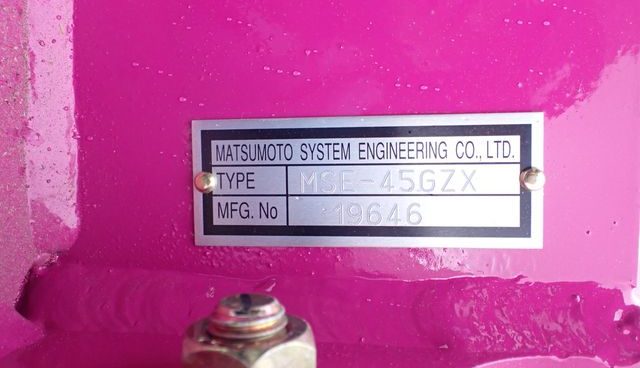 MATSUMOTO SYSTEM ENGINEERING CO., LTD.
TYPE MSE-45GZX
MFG. No 19646